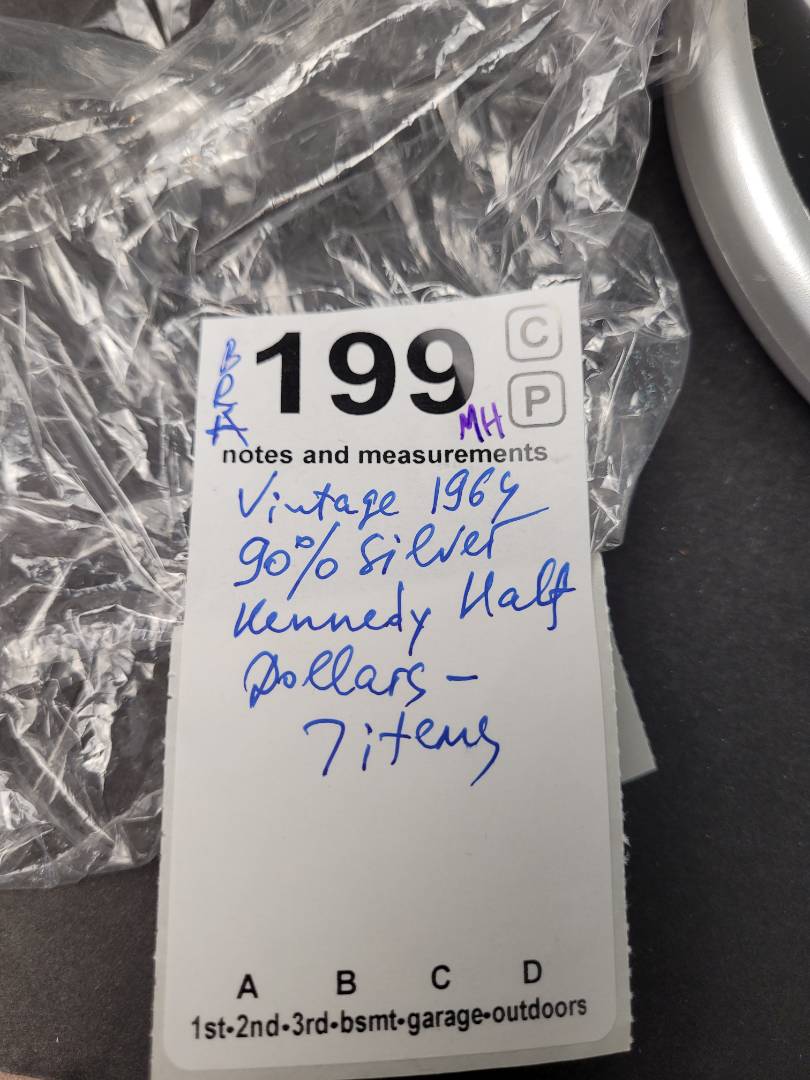 199
C
P
MH
notes and measurements
Vintage 1964
90% Silver
Kennedy Half
Dollars -
7 items
A B C D
1st•2nd•3rd•bsmt•garage•outdoors